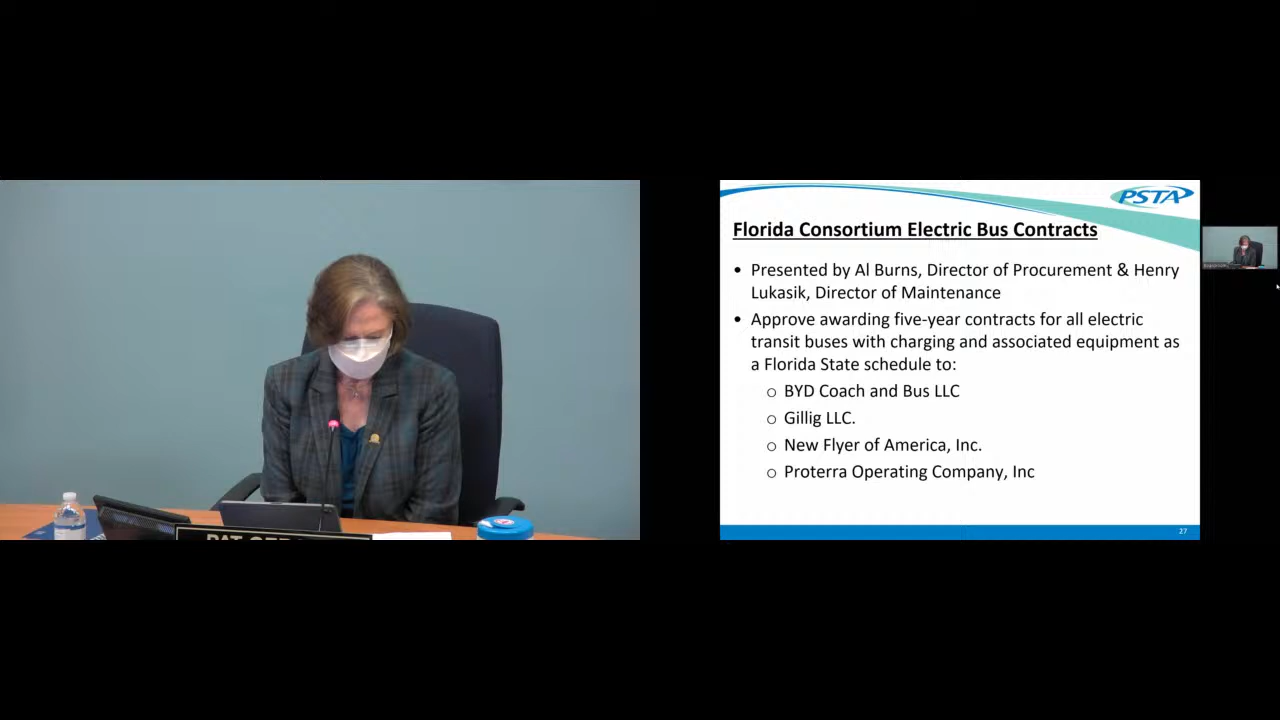 PSTA
Florida Consortium Electric Bus Contracts
• Presented by Al Burns, Director of Procurement & Henry
Lukasik, Director of Maintenance
• Approve awarding five-year contracts for all electric
transit buses with charging and associated equipment as
a Florida State schedule to:
o BYD Coach and Bus LLC
o Gillig LLC.
o New Flyer of America, Inc.
o Proterra Operating Company, Inc
27
PAT